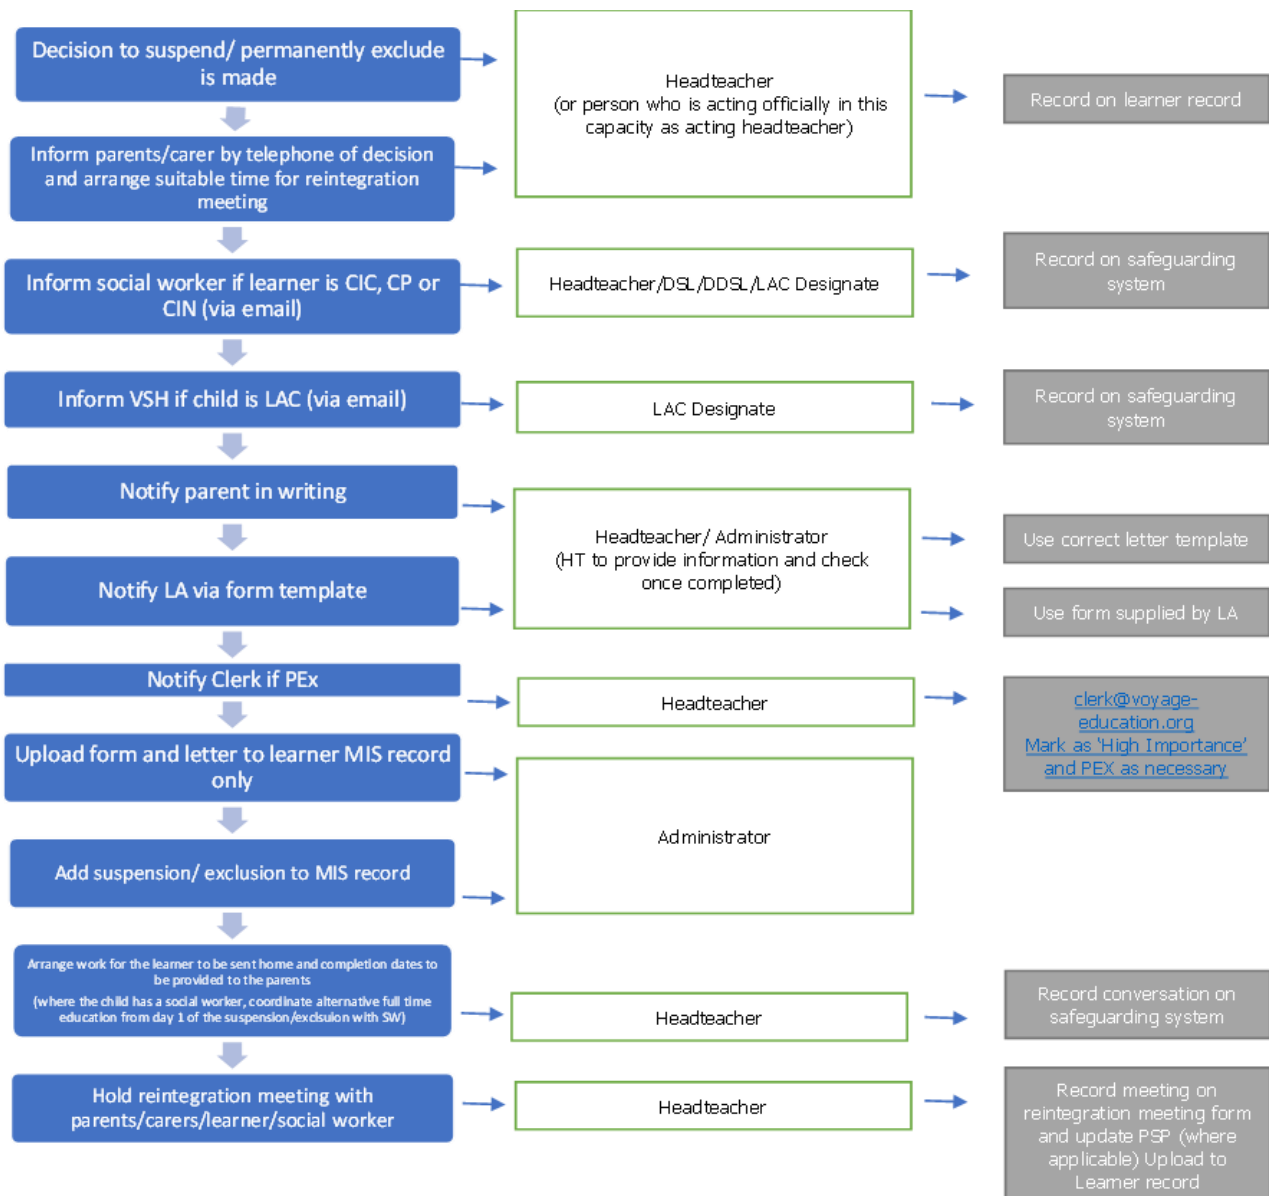 Decision to suspend/ permanently exclude
is made
Headteacher
(or person who is acting officially in this
capacity as acting headteacher)
Record on learner record
Inform parents/carer by telephone of decision
and arrange suitable time for reintegration
meeting
Inform social worker if learner is CIC, CP or
CIN (via email)
Headteacher/DSL/DDSL/LAC Designate
Record on safeguarding
system
Inform VSH if child is LAC (via email)
LAC Designate
Record on safeguarding
system
Notify parent in writing
Headteacher/ Administrator
(HT to provide information and check
once completed)
Use correct letter template
Notify LA via form template
Use form supplied by LA
Notify Clerk if PEx
Headteacher
clerk@voyage-
education.org
Mark as ‘High Importance’
and PEX as necessary
Upload form and letter to learner MIS record
only
Administrator
Add suspension/ exclusion to MIS record
Arrange work for the learner to be sent home and completion dates to
be provided to the parents
(where the child has a social worker, coordinate alternative full time
education from day 1 of the suspension/exclsuion with SW)
Headteacher
Record conversation on
safeguarding system
Hold reintegration meeting with
parents/carers/learner/social worker
Headteacher
Record meeting on
reintegration meeting form
and update PSP (where
applicable) Upload to
Learner record